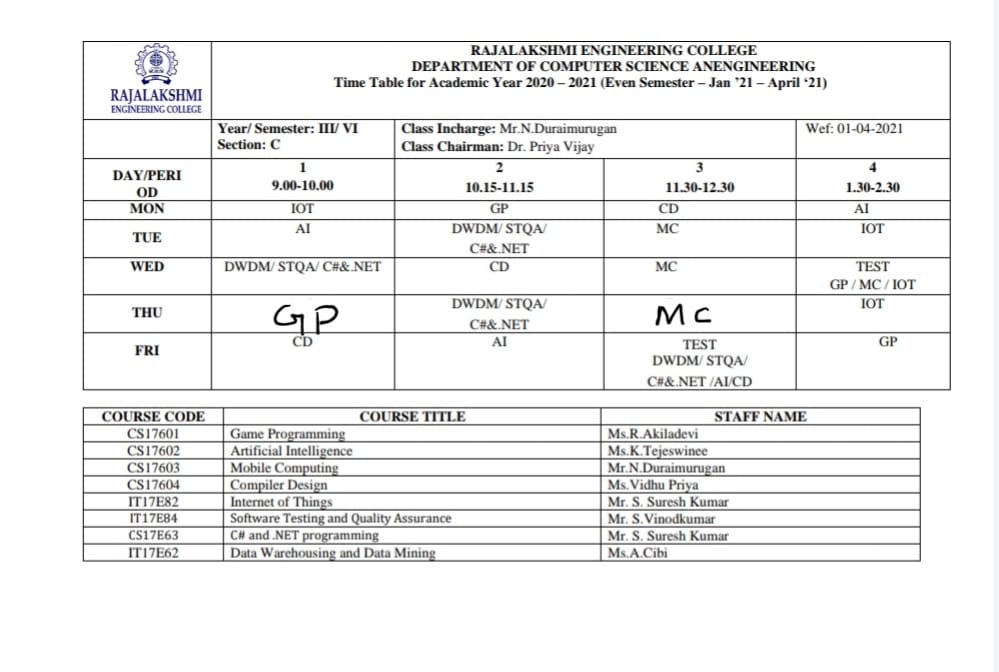 RAJALAKSHMI
ENGINEERING COLLEGE
RAJALAKSHMI ENGINEERING COLLEGE
DEPARTMENT OF COMPUTER SCIENCE ANENGINEERING
Time Table for Academic Year 2020 – 2021 (Even Semester – Jan ’21 – April ‘21)
Year/ Semester: III/ VI
Section: C
Class Incharge: Mr.N.Duraimurugan
Class Chairman: Dr. Priya Vijay
Wef: 01-04-2021
DAY/PERI
OD
1
9.00-10.00
2
10.15-11.15
3
11.30-12.30
4
1.30-2.30
MON IOT GP CD AI
TUE
AI
DWDM/ STQA/
C#&.NET
MC
IOT
WED
DWDM/ STQA/ C#&.NET
CD
MC
TEST
GP / MC / IOT
THU
GP
DWDM/ STQA/
C#&.NET
MC
IOT
FRI
CD
AI
TEST
DWDM/ STQA/
C#&.NET /AI/CD
GP
COURSE CODE COURSE TITLE STAFF NAME
CS17601 Game Programming Ms.R.Akiladevi
CS17602 Artificial Intelligence Ms.K.Tejeswinee
CS17603 Mobile Computing Mr.N.Duraimurugan
CS17604 Compiler Design Ms.Vidhu Priya
IT17E82 Internet of Things Mr. S. Suresh Kumar
IT17E84 Software Testing and Quality Assurance Mr. S.Vinodkumar
CS17E63 C# and .NET programming Mr. S. Suresh Kumar
IT17E62 Data Warehousing and Data Mining Ms.A.Cibi